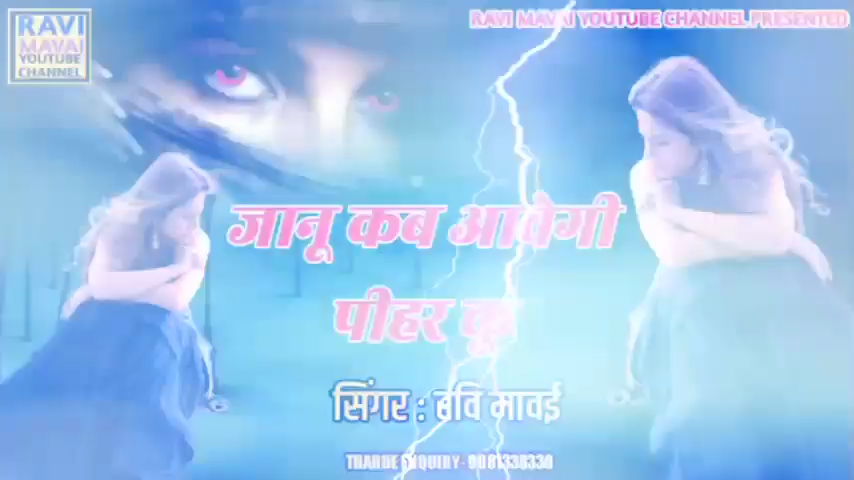 RAVI
MAVAI
YOUTUBE
CHANNEL
RAVI MAVAI YOUTUBE CHANNEL PRESENTED
जानू कब आवेगी
पीहर कू
सिंगर : रवि मावई